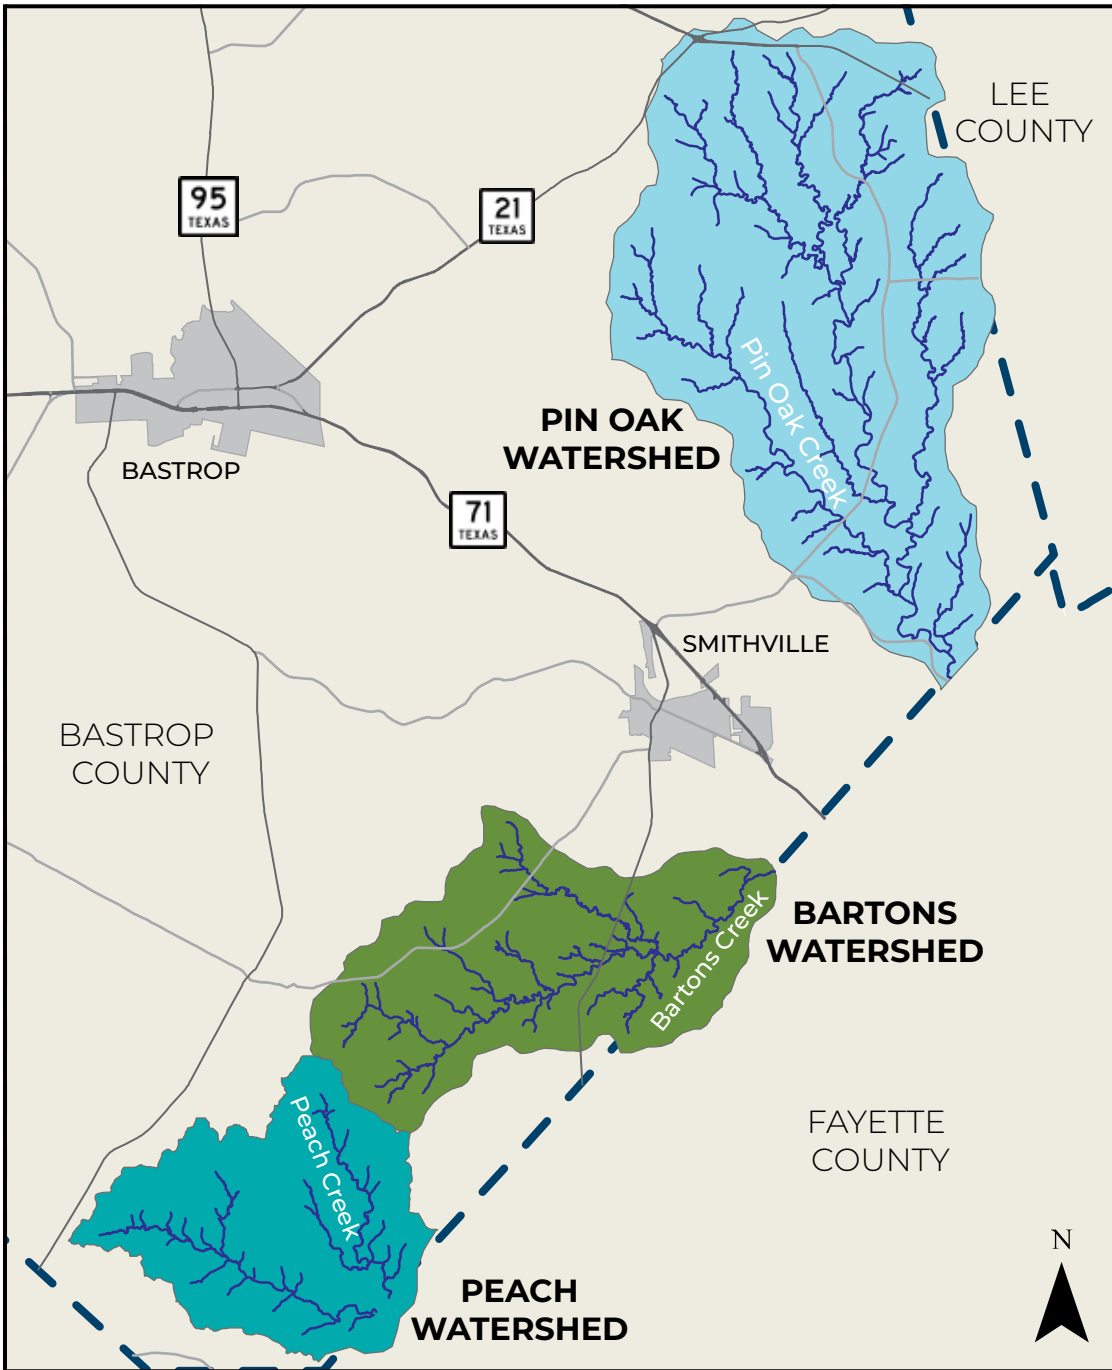 LEE
COUNTY
95
TEXAS
21
TEXAS
Pin Oak Creek
PIN OAK
WATERSHED
BASTROP
71
TEXAS
SMITHVILLE
BASTROP
COUNTY
BARTONS
WATERSHED
Bartons Creek
Peach Creek
FAYETTE
COUNTY
N
PEACH
WATERSHED